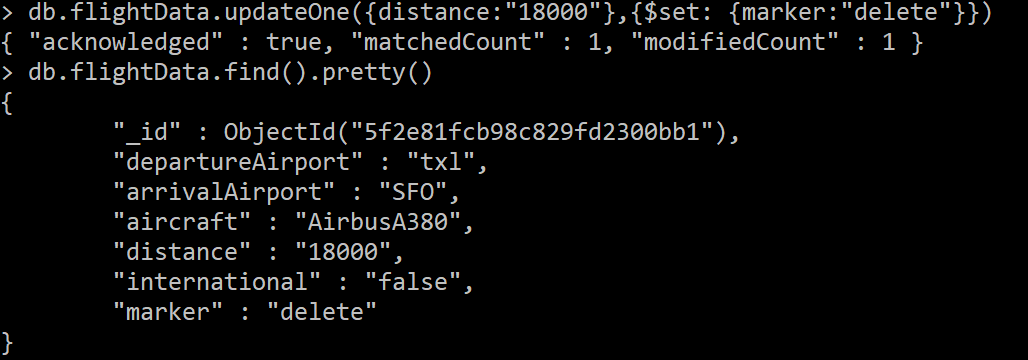 > db.flightData.updateOne({distance:"18000"},{$set: {marker:"delete"}})
{ "acknowledged" : true, "matchedCount" : 1, "modifiedCount" : 1 }
> db.flightData.find().pretty()
{
        "_id" : ObjectId("5f2e81fcb98c829fd2300bb1"),
        "departureAirport" : "txl",
        "arrivalAirport" : "SFO",
        "aircraft" : "AirbusA380",
        "distance" : "18000",
        "international" : "false",
        "marker" : "delete"
}